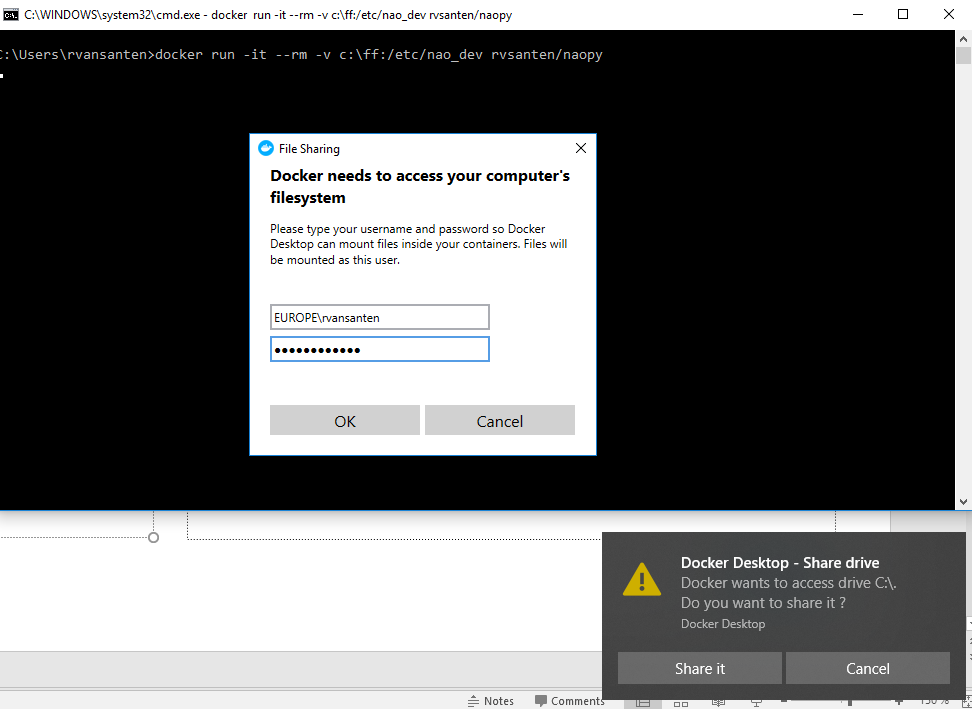 C:\WINDOWS\system32\cmd.exe - docker  run -it --rm -v c:\ff:/etc/nao_dev rvsanten/naopy
C:\Users\rvansanten>docker run -it --rm -v c:\ff:/etc/nao_dev rvsanten/naopy
File Sharing
Docker needs to access your computer's
filesystem
Please type your username and password so Docker
Desktop can mount files inside your containers. Files will
be mounted as this user.
EUROPE\rvansanten
••••••••••••
OK
Cancel
Docker Desktop - Share drive
Docker wants to access drive C:\.
Do you want to share it ?
Docker Desktop
Share it
Cancel
Notes
Comments